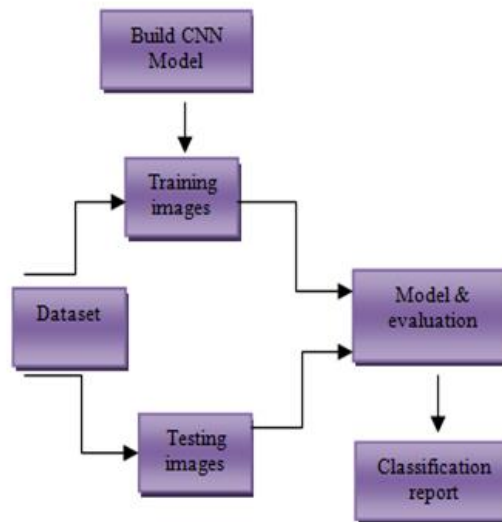 Build CNN
Model
Training
images
Dataset
Model &
evaluation
Testing
images
Classification
report